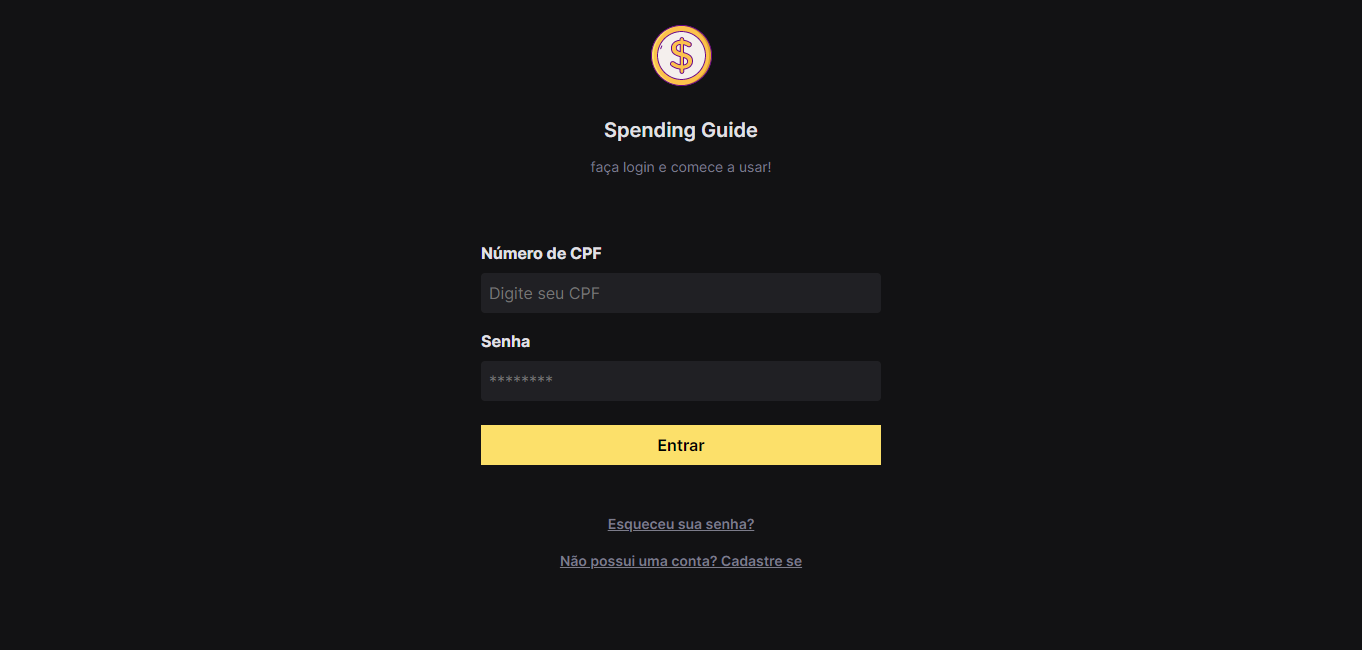 $
Spending Guide
faça login e comece a usar!
Número de CPF
Digite seu CPF
Senha
********
Entrar
Esqueceu sua senha?
Não possui uma conta? Cadastre se